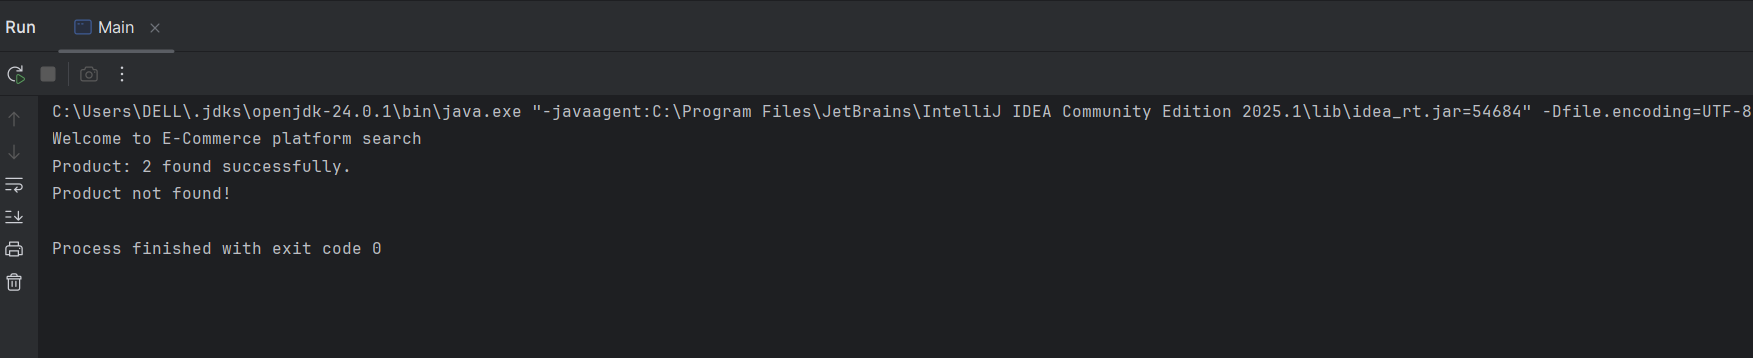 Run Main
C:\Users\DELL\.jdks\openjdk-24.0.1\bin\java.exe "-javaagent:C:\Program Files\JetBrains\IntelliJ IDEA Community Edition 2025.1\lib\idea_rt.jar=54684" -Dfile.encoding=UTF-8
Welcome to E-Commerce platform search
Product: 2 found successfully.
Product not found!
Process finished with exit code 0